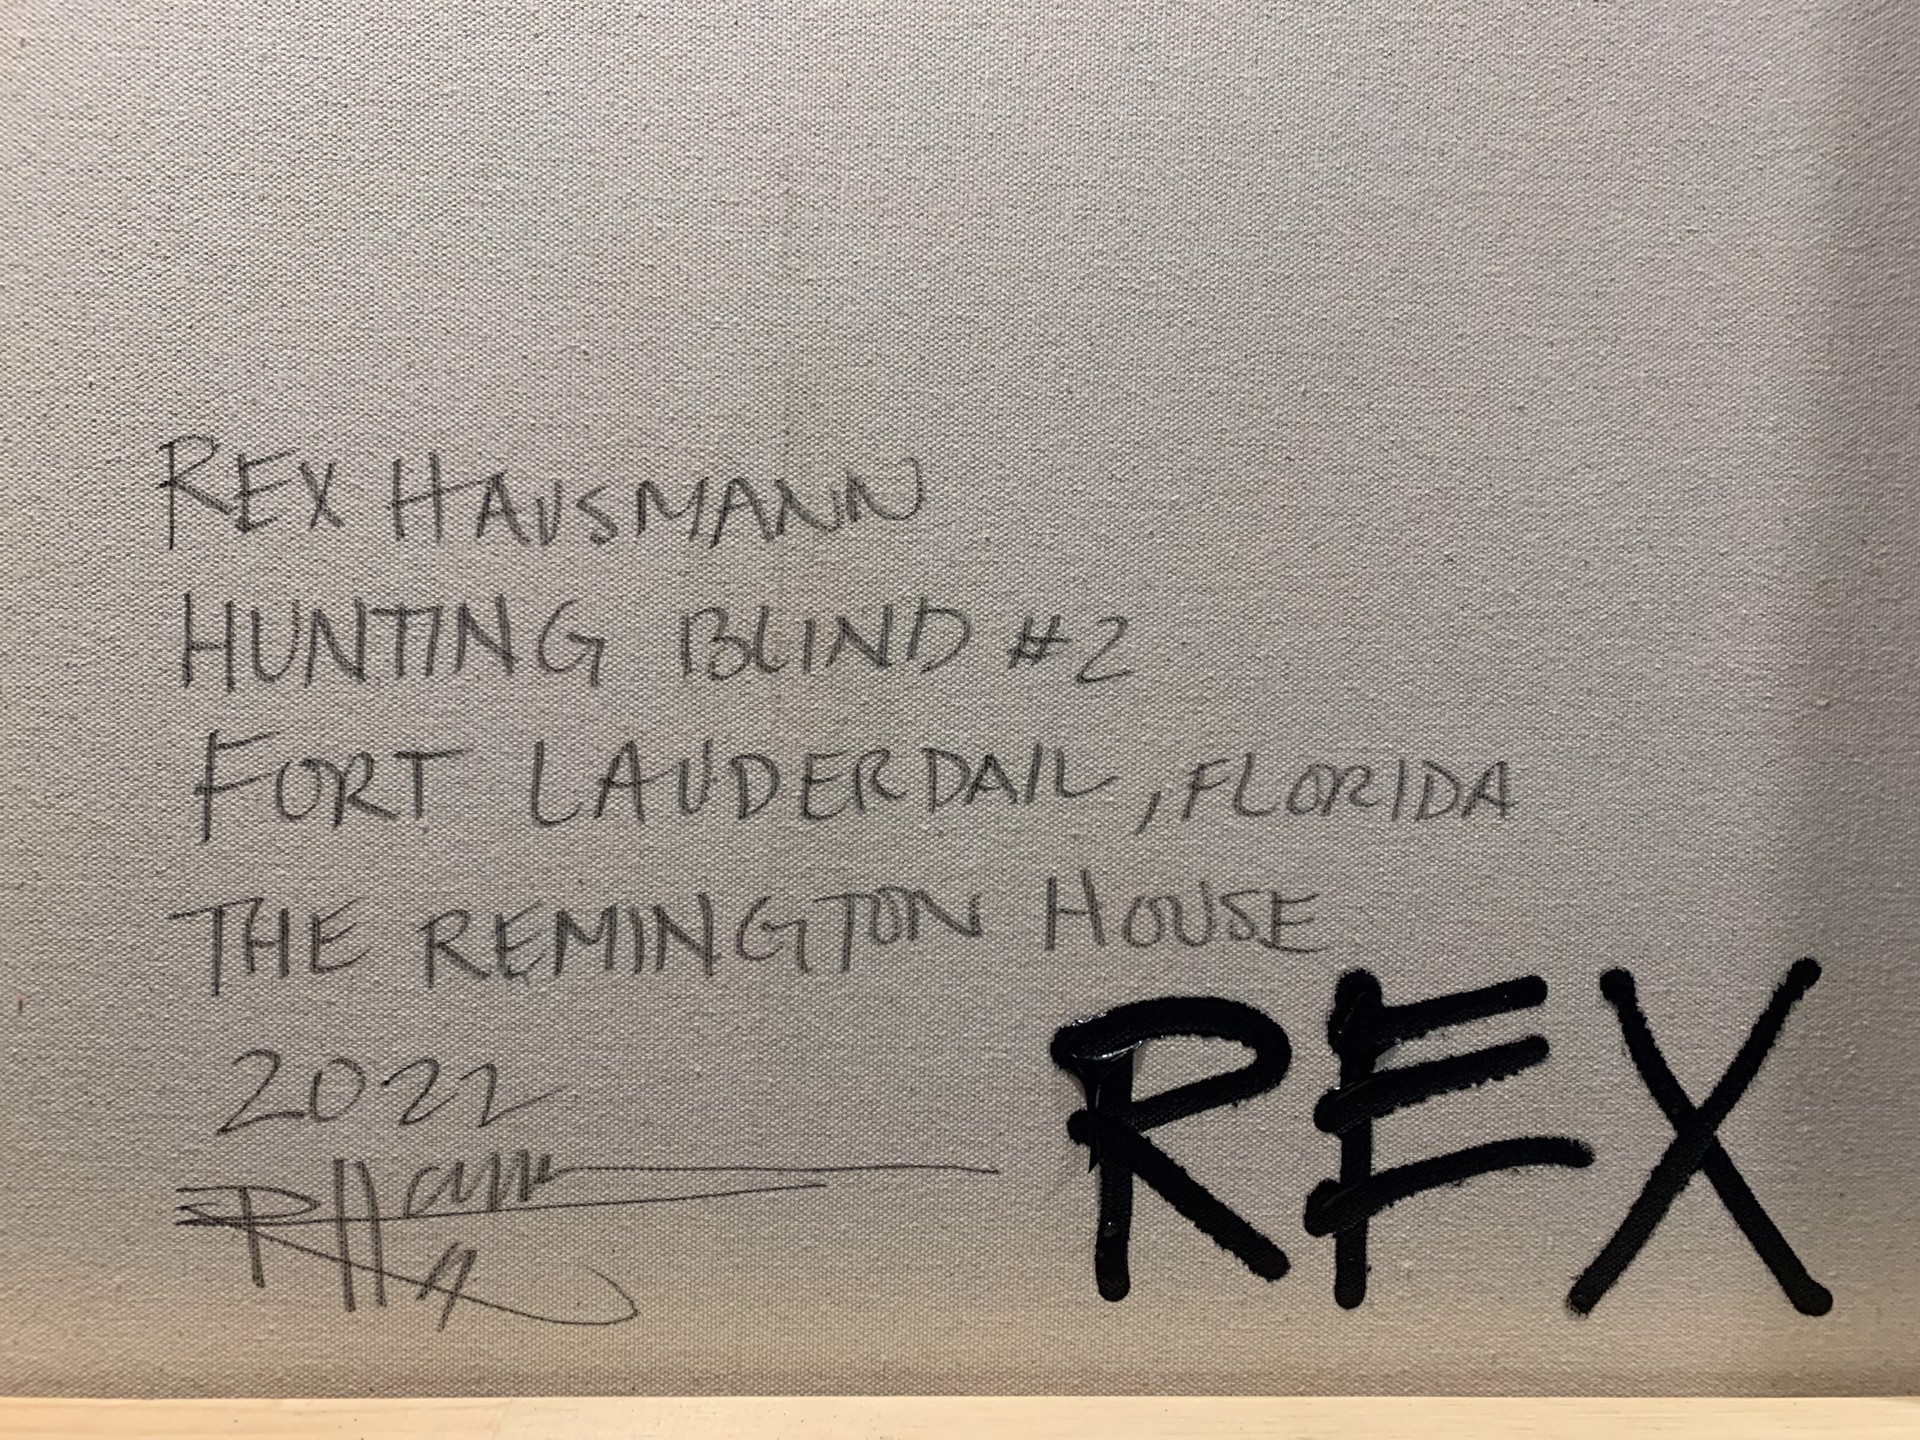 REX HAUSMANN
HUNTING BLIND #2
FORT LAUDERDAIL, FLORIDA
THE REMINGTON HOUSE
2022
REX